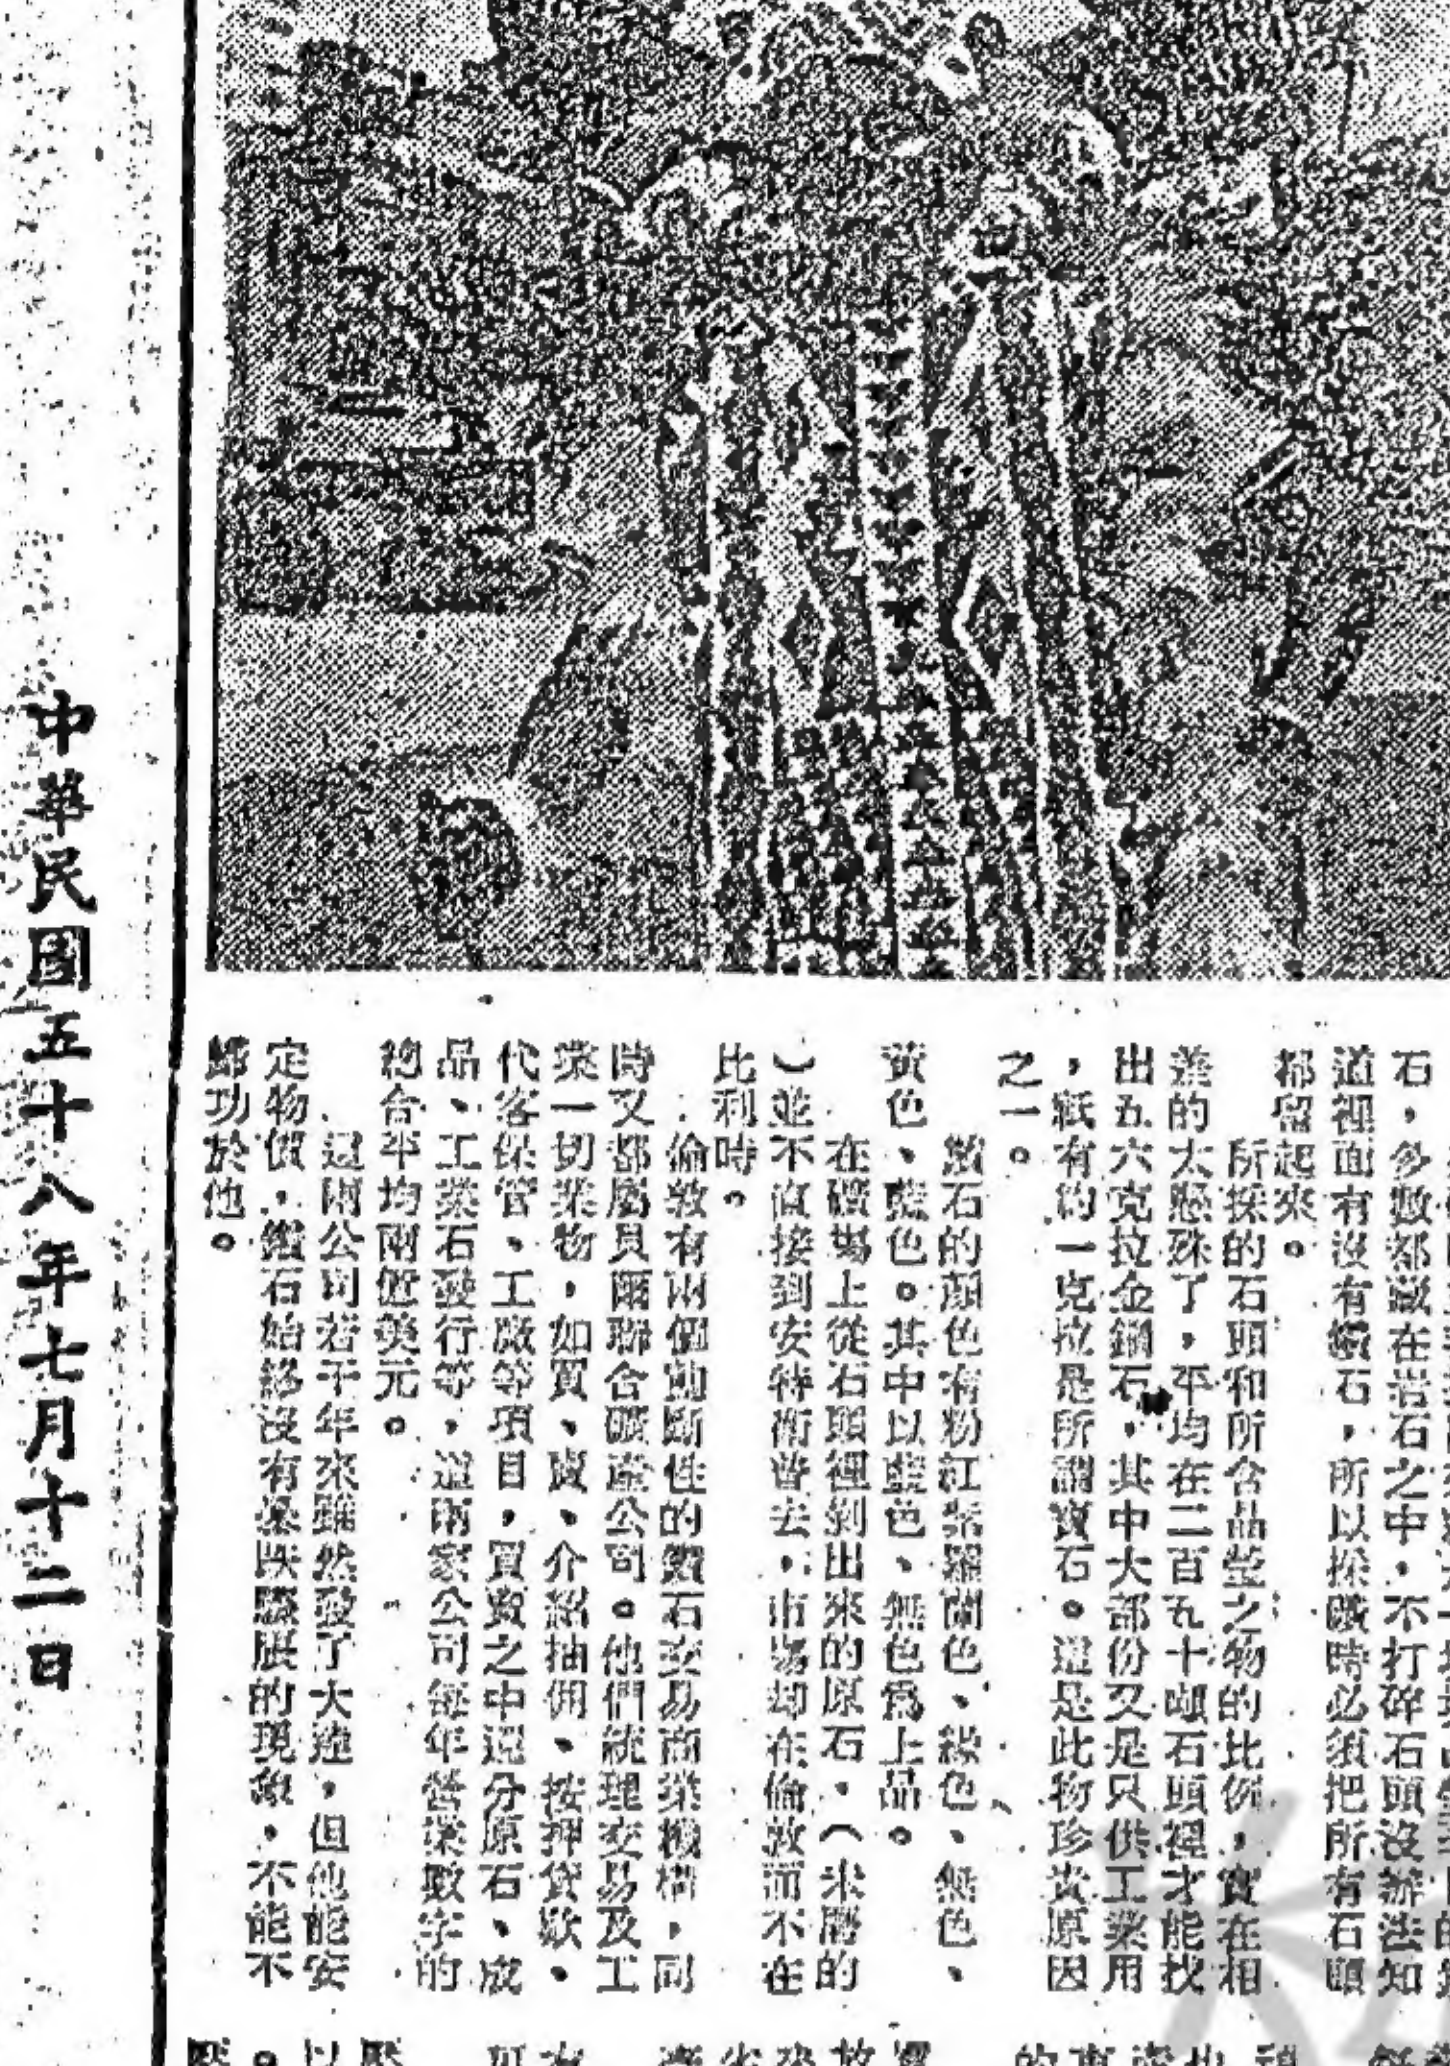 石，多數都藏在岩石之中，不打碎石頭沒辦法知
道裡面有沒有鑽石，所以採礦時必須把所有石頭
都留起來。
所採的石頭和所含晶瑩之物的比例，實在相
差的太懸殊了，平均在二百五十噸石頭裡才能找
出五六克拉金鋼石，其中大部份又是只供工業用
，祇有約一克拉是所謂寶石。這是此物珍貴原因
之一。
鑽石的顏色有粉紅紫羅蘭色、綠色、無色、
黃色、藍色。其中以藍色、無色為上品。
在礦場上從石頭裡剖出來的原石，（未磨的
）並不直接到安特衛普去，市場却在倫敦而不在
比利時。
倫敦有兩個壟斷性的鑽石交易商業機構，同
時又都屬貝爾聯合礦產公司。他們統理交易及工
業一切業物，如買、賣、介紹抽佣、按押貸欵、
代客保管、工廠等項目，買賣之中還分原石、成
品、工業石發行等，這兩家公司每年營業數字的
總合平均兩億美元。
這兩公司若干年來雖然發了大達，但他能安
定物價，鑽石始終沒有暴跌驟漲的現象，不能不
歸功於他。
中華民國五十八年七月十二日